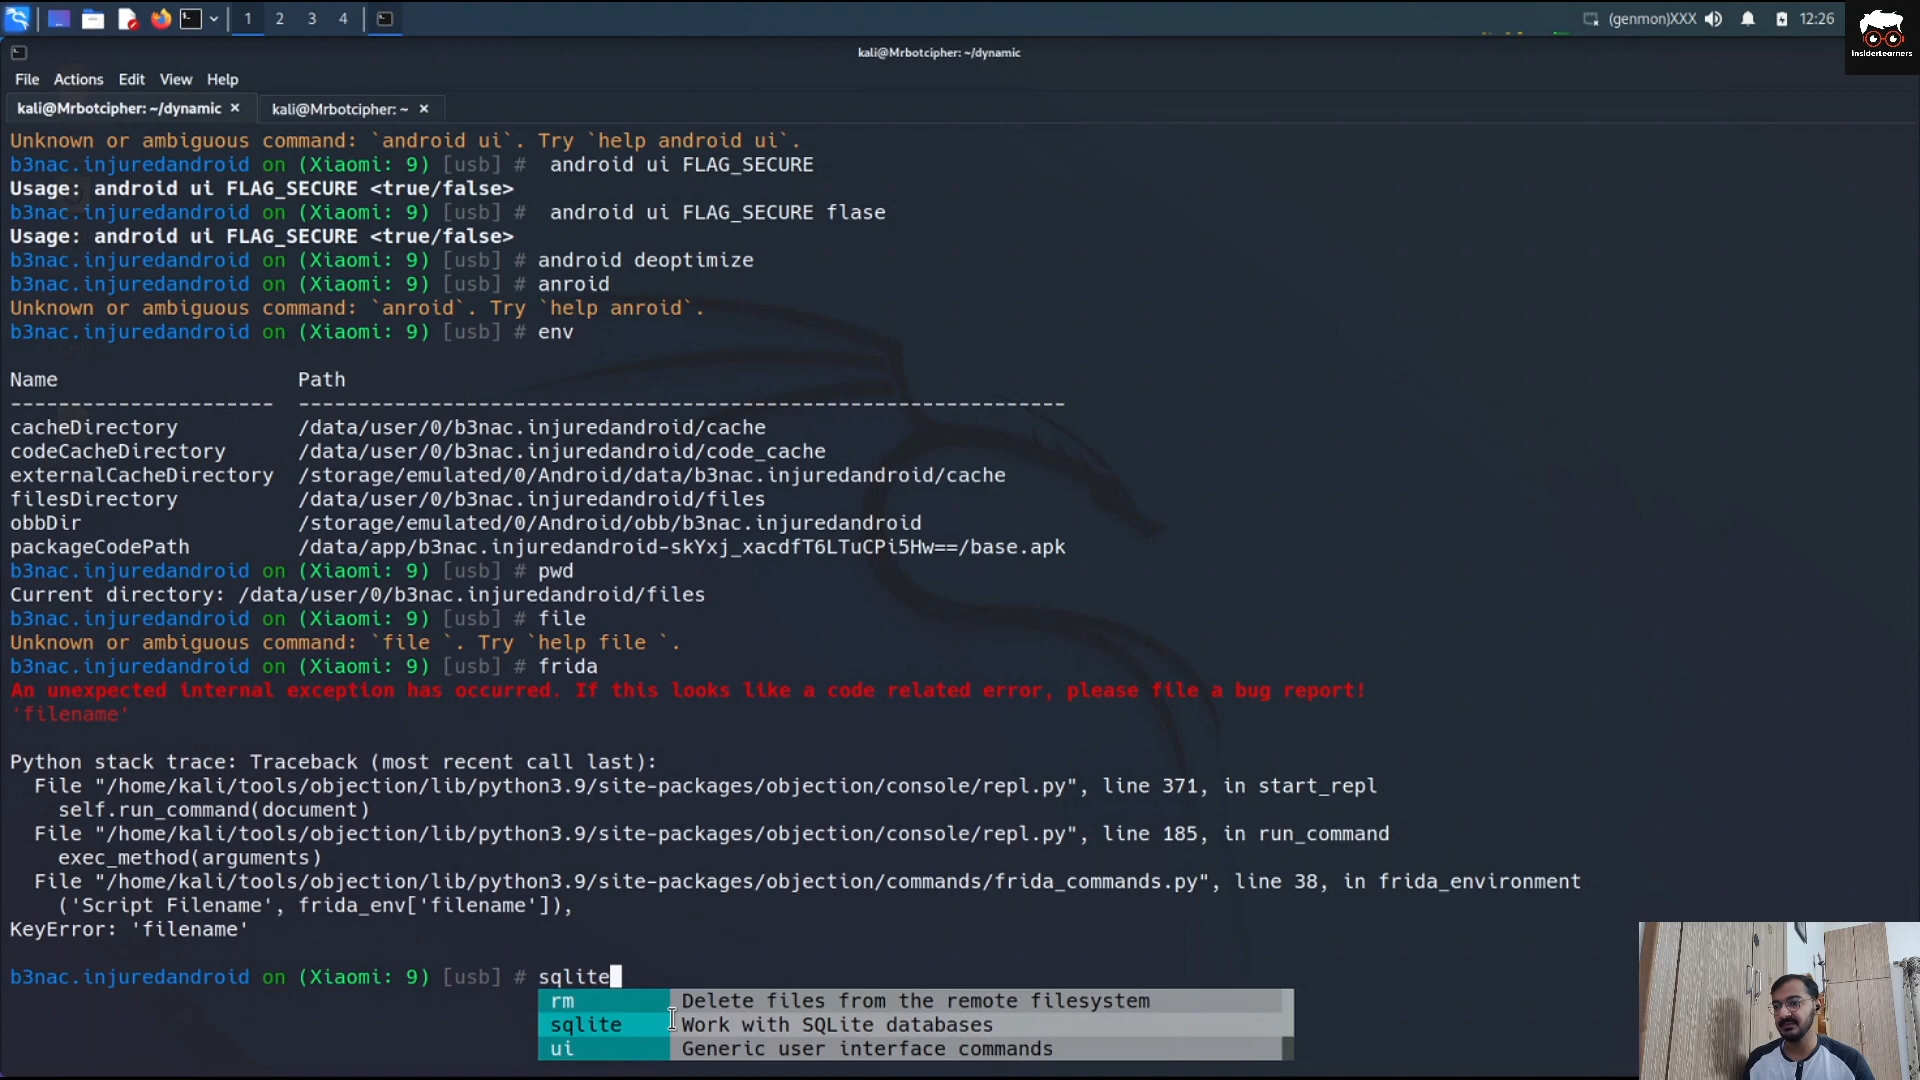 1 2 3 4
(genmon)XXX 12:26
InsiderLearners
kali@Mrbotcipher: ~/dynamic
File Actions Edit View Help
kali@Mrbotcipher: ~/dynamic × kali@Mrbotcipher: ~ ×
Unknown or ambiguous command: `android ui`. Try `help android ui`.
b3nac.injuredandroid on (Xiaomi: 9) [usb] # android ui FLAG_SECURE
Usage: android ui FLAG_SECURE <true/false>
b3nac.injuredandroid on (Xiaomi: 9) [usb] # android ui FLAG_SECURE flase
Usage: android ui FLAG_SECURE <true/false>
b3nac.injuredandroid on (Xiaomi: 9) [usb] # android deoptimize
b3nac.injuredandroid on (Xiaomi: 9) [usb] # anroid
Unknown or ambiguous command: `anroid`. Try `help anroid`.
b3nac.injuredandroid on (Xiaomi: 9) [usb] # env
Name Path
---------------------- ----------------------------------------------------------------
cacheDirectory /data/user/0/b3nac.injuredandroid/cache
codeCacheDirectory /data/user/0/b3nac.injuredandroid/code_cache
externalCacheDirectory /storage/emulated/0/Android/data/b3nac.injuredandroid/cache
filesDirectory /data/user/0/b3nac.injuredandroid/files
obbDir /storage/emulated/0/Android/obb/b3nac.injuredandroid
packageCodePath /data/app/b3nac.injuredandroid-skYxj_xacdfT6LTuCPi5Hw==/base.apk
b3nac.injuredandroid on (Xiaomi: 9) [usb] # pwd
Current directory: /data/user/0/b3nac.injuredandroid/files
b3nac.injuredandroid on (Xiaomi: 9) [usb] # file
Unknown or ambiguous command: `file `. Try `help file `.
b3nac.injuredandroid on (Xiaomi: 9) [usb] # frida
An unexpected internal exception has occurred. If this looks like a code related error, please file a bug report!
'filename'
Python stack trace: Traceback (most recent call last):
File "/home/kali/tools/objection/lib/python3.9/site-packages/objection/console/repl.py", line 371, in start_repl
self.run_command(document)
File "/home/kali/tools/objection/lib/python3.9/site-packages/objection/console/repl.py", line 185, in run_command
exec_method(arguments)
File "/home/kali/tools/objection/lib/python3.9/site-packages/objection/commands/frida_commands.py", line 38, in frida_environment
('Script Filename', frida_env['filename']),
KeyError: 'filename'
b3nac.injuredandroid on (Xiaomi: 9) [usb] # sqlite
rm Delete files from the remote filesystem
sqlite Work with SQLite databases
ui Generic user interface commands